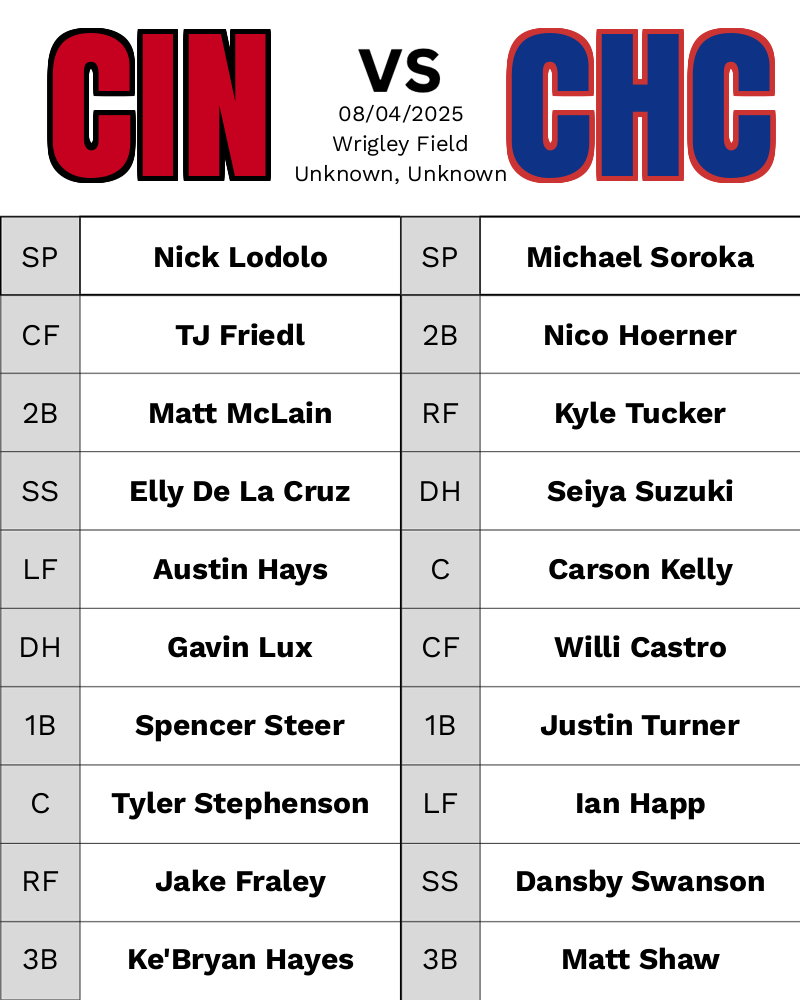 CIN
VS
08/04/2025
Wrigley Field
Unknown, Unknown
CHC
SP Nick Lodolo SP Michael Soroka
CF TJ Friedl 2B Nico Hoerner
2B Matt McLain RF Kyle Tucker
SS Elly De La Cruz DH Seiya Suzuki
LF Austin Hays C Carson Kelly
DH Gavin Lux CF Willi Castro
1B Spencer Steer 1B Justin Turner
C Tyler Stephenson LF Ian Happ
RF Jake Fraley SS Dansby Swanson
3B Ke'Bryan Hayes 3B Matt Shaw